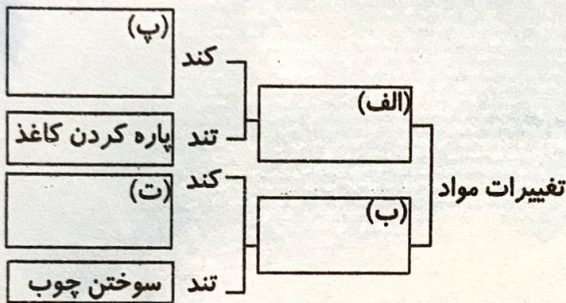 تغییرات مواد
(الف)
کند
(پ)
تند
پاره کردن کاغذ
(ب)
کند
(ت)
تند
سوختن چوب